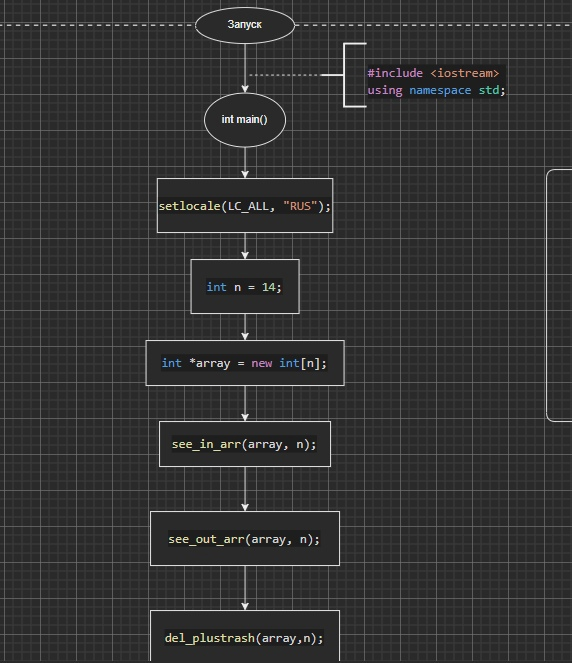 Запуск
#include <iostream>
using namespace std;
int main()
setlocale(LC_ALL, "RUS");
int n = 14;
int *array = new int[n];
see_in_arr(array, n);
see_out_arr(array, n);
del_plustrash(array,n);